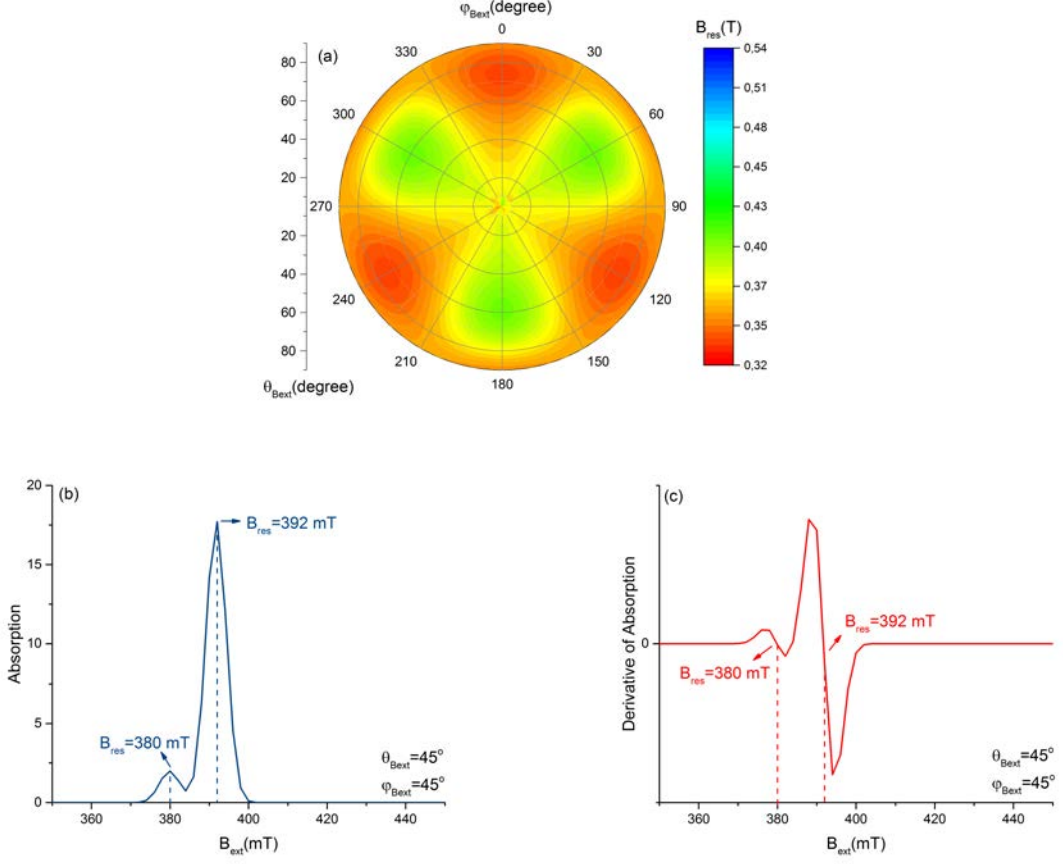 φBext(degree)
Bres(T)
(a)
0
30
60
90
120
150
180
210
240
270
300
330
80
60
40
20
20
40
60
80
θBext(degree)
0,54
0,51
0,48
0,45
0,43
0,40
0,37
0,35
0,32
(b)
20
15
10
5
0
Absorption
Bres=392 mT
Bres=380 mT
θBext=45°
φBext=45°
360 380 400 420 440
Bext(mT)
(c)
0
Derivative of Absorption
Bres=392 mT
Bres=380 mT
θBext=45°
φBext=45°
360 380 400 420 440
Bext(mT)